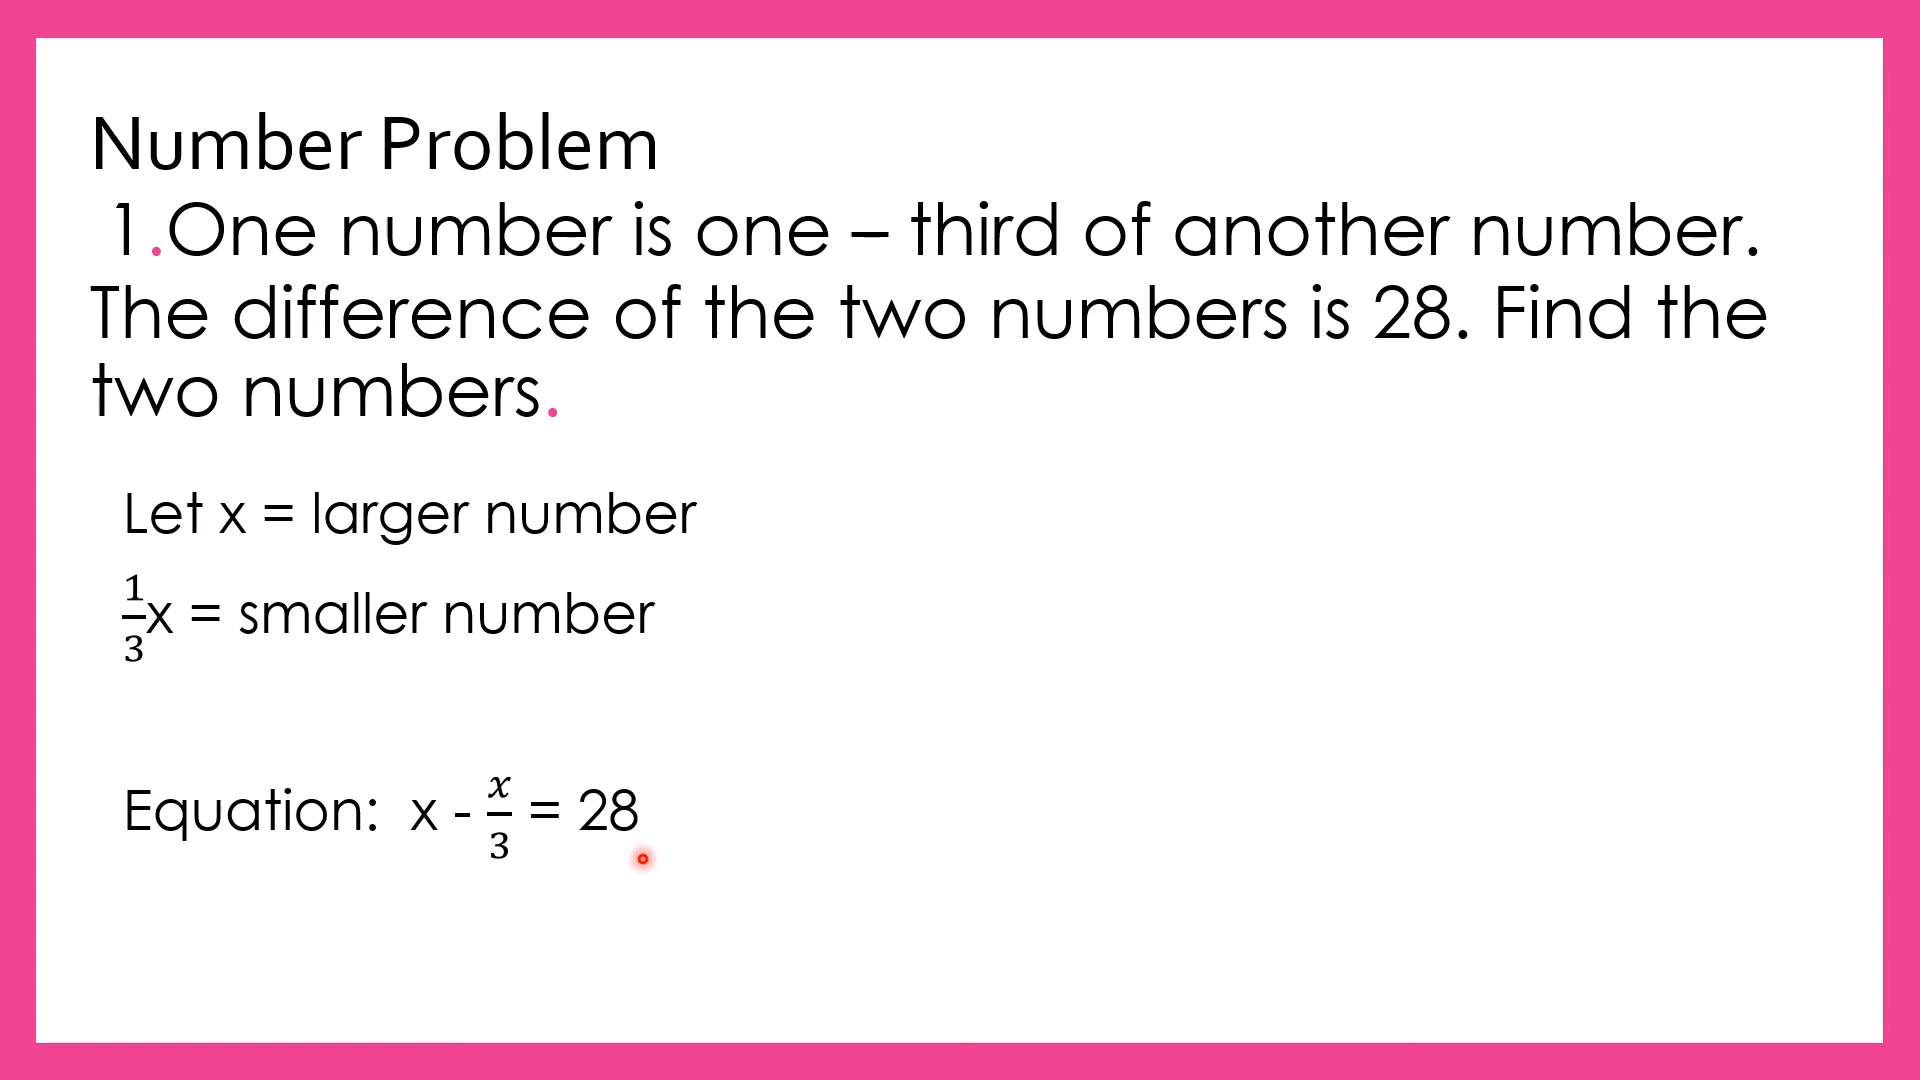 Number Problem
1.One number is one – third of another number.
The difference of the two numbers is 28. Find the
two numbers.
Let x = larger number
1/3x = smaller number
Equation: x - x/3 = 28